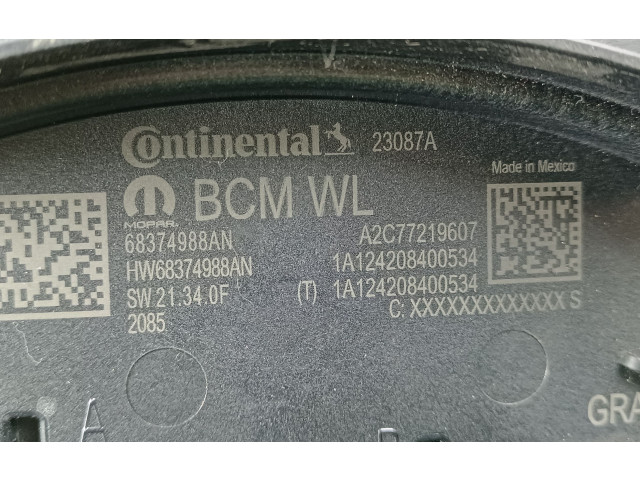 Continental 23087A
Made in Mexico
MOPAR BCM WL
68374988AN A2C77219607
HW68374988AN 1A124208400534
SW 21.34.0F (T) 1A124208400534
2085 C: XXXXXXXXXXXXX S
A
GRA